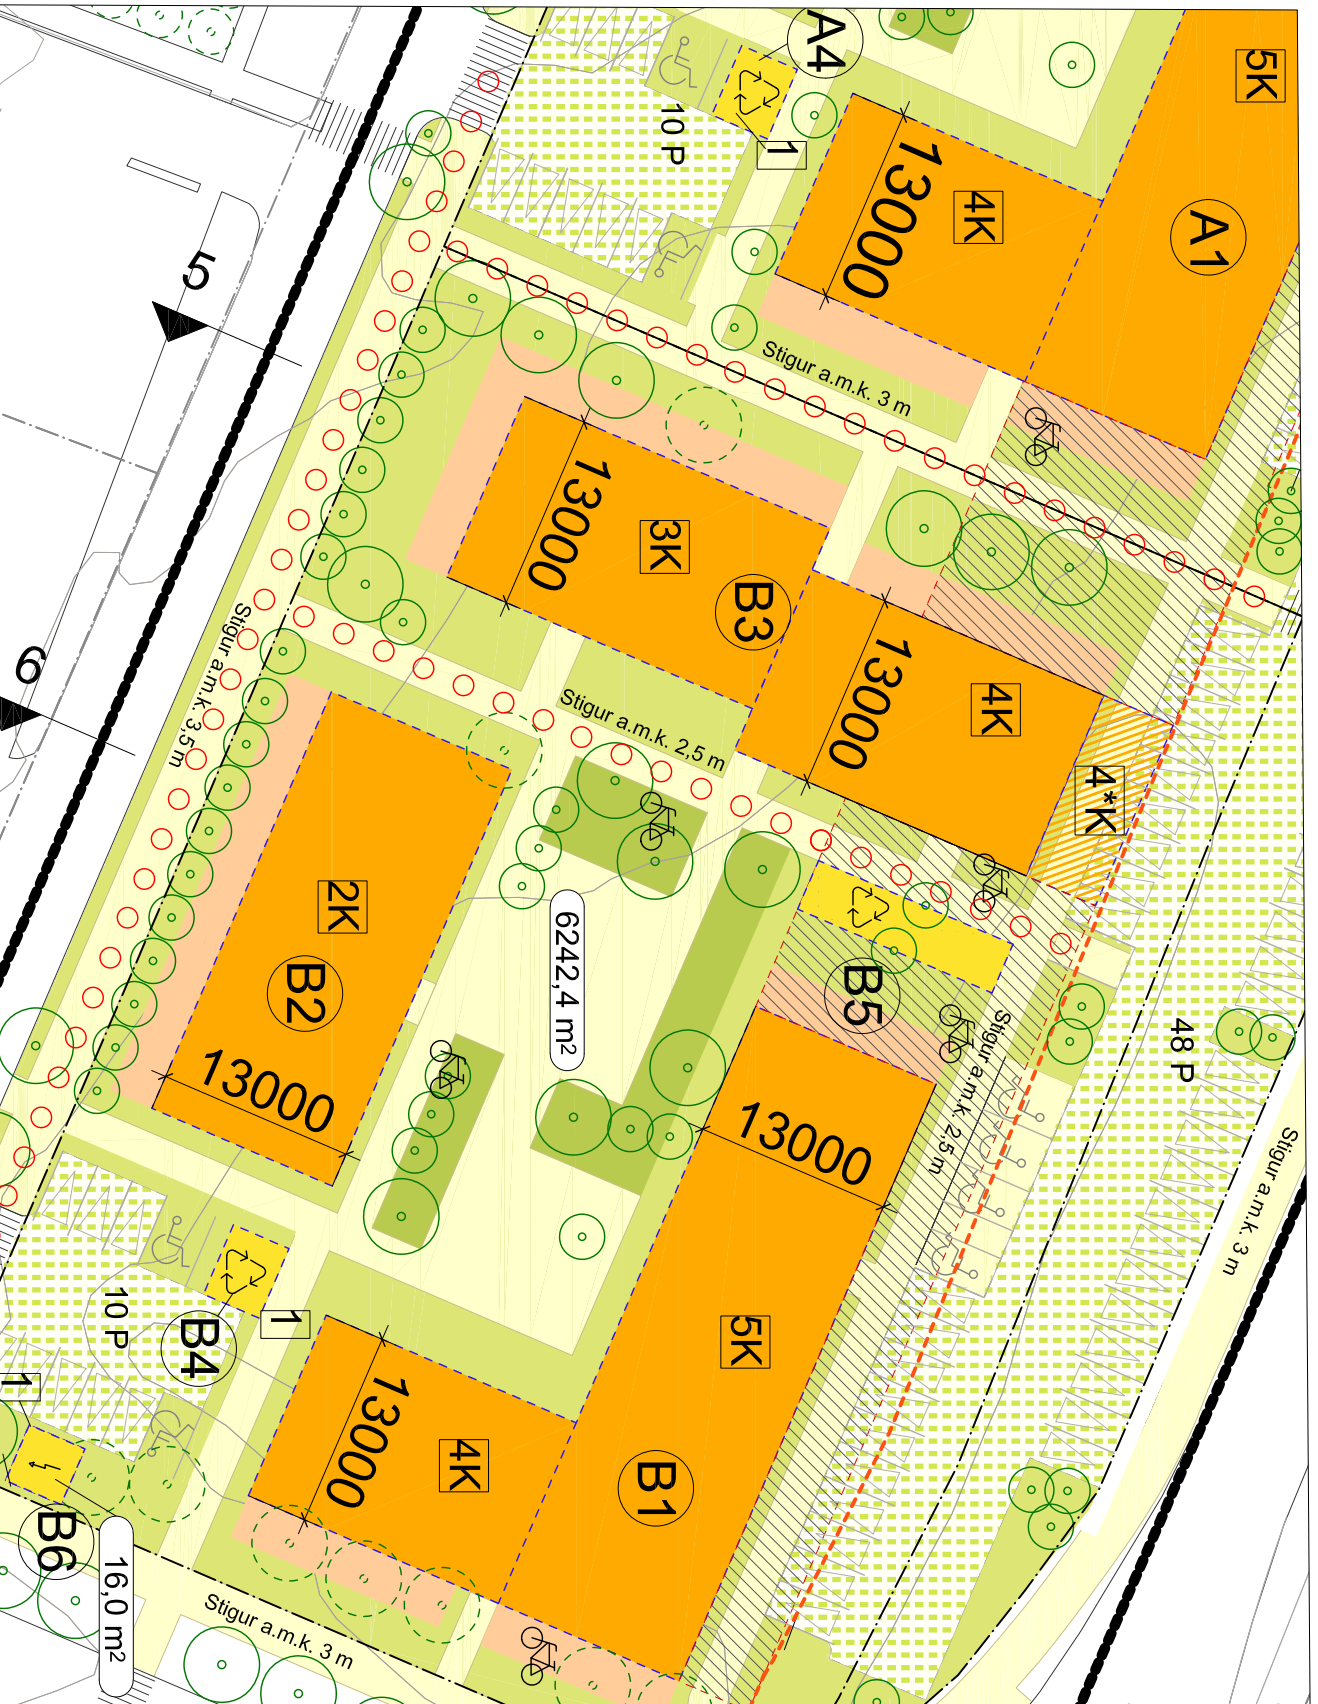 5K
A1
A4
1
10 P
4K
13000
Stigur a.m.k. 3 m
5
6
3K
B3
13000
4K
13000
4*K
Stigur a.m.k. 2,5 m
Stigur a.m.k. 3,5 m
2K
B2
13000
6242,4 m2
B5
Stigur a.m.k. 2,5 m
48 P
Stigur a.m.k. 3 m
13000
5K
B1
4K
13000
1
B4
10 P
1
B6
16,0 m2
Stigur a.m.k. 3 m